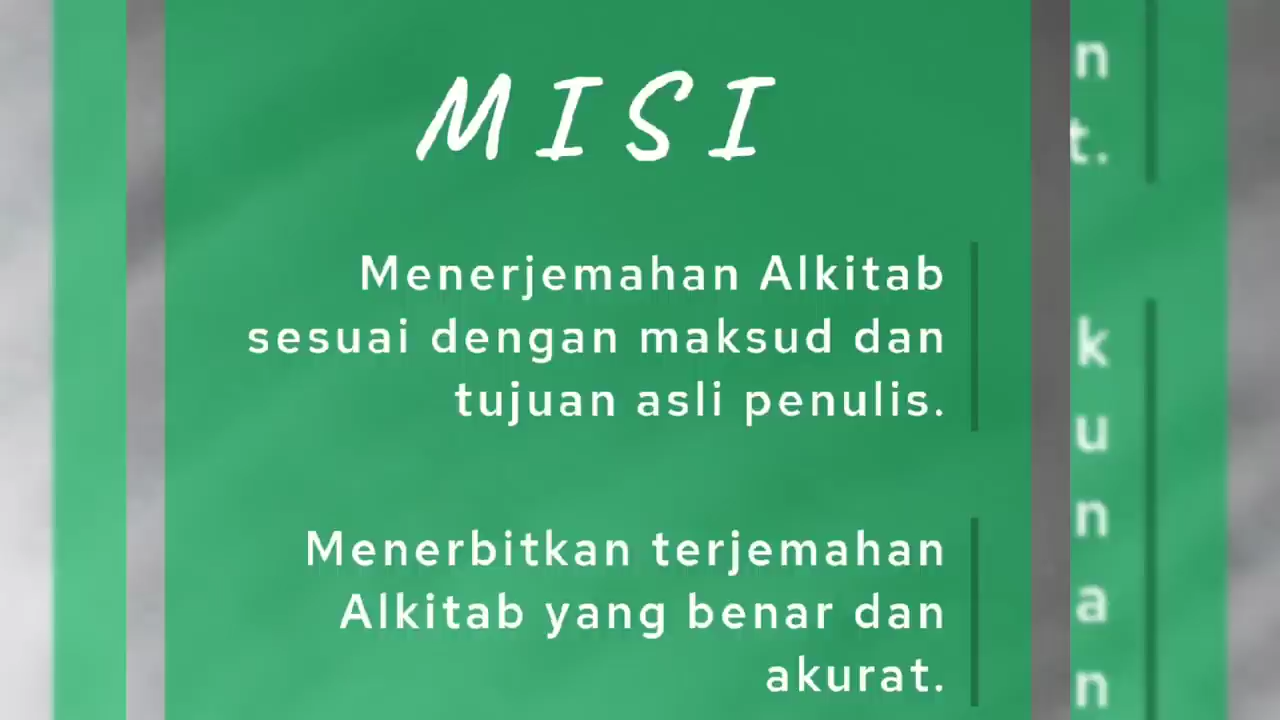 MISI
Menerjemahan Alkitab
sesuai dengan maksud dan
tujuan asli penulis.
Menerbitkan terjemahan
Alkitab yang benar dan
akurat.
n
t.
k
u
n
a
n